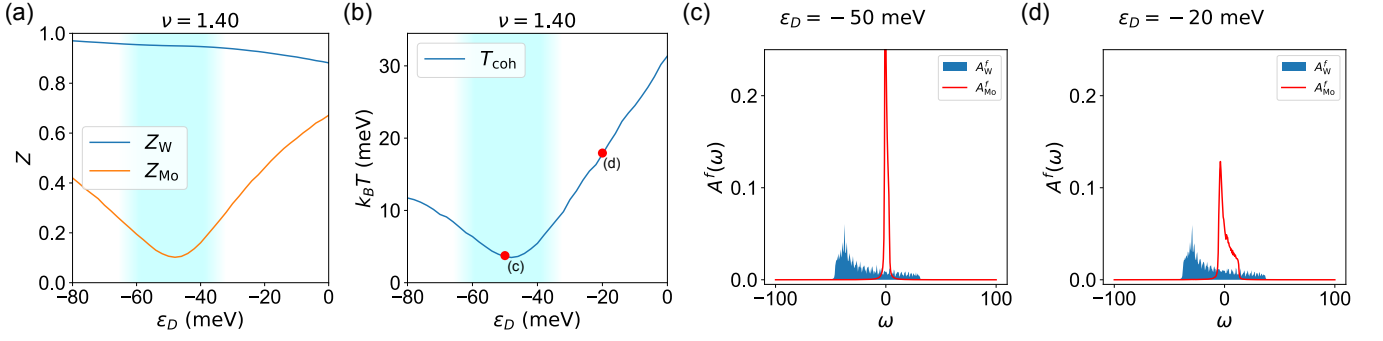 (a)
ν = 1.40
Z
1.0
0.8
0.6
0.4
0.2
0.0
Z_W
Z_Mo
−80
−60
−40
−20
0
ε_D (meV)
(b)
ν = 1.40
k_BT (meV)
30
20
10
0
T_coh
(c)
(d)
−80
−60
−40
−20
0
ε_D (meV)
(c)
ε_D = − 50 meV
A^f(ω)
0.2
0.1
0.0
A^f_W
A^f_Mo
−100
0
100
ω
(d)
ε_D = − 20 meV
A^f(ω)
0.2
0.1
0.0
A^f_W
A^f_Mo
−100
0
100
ω